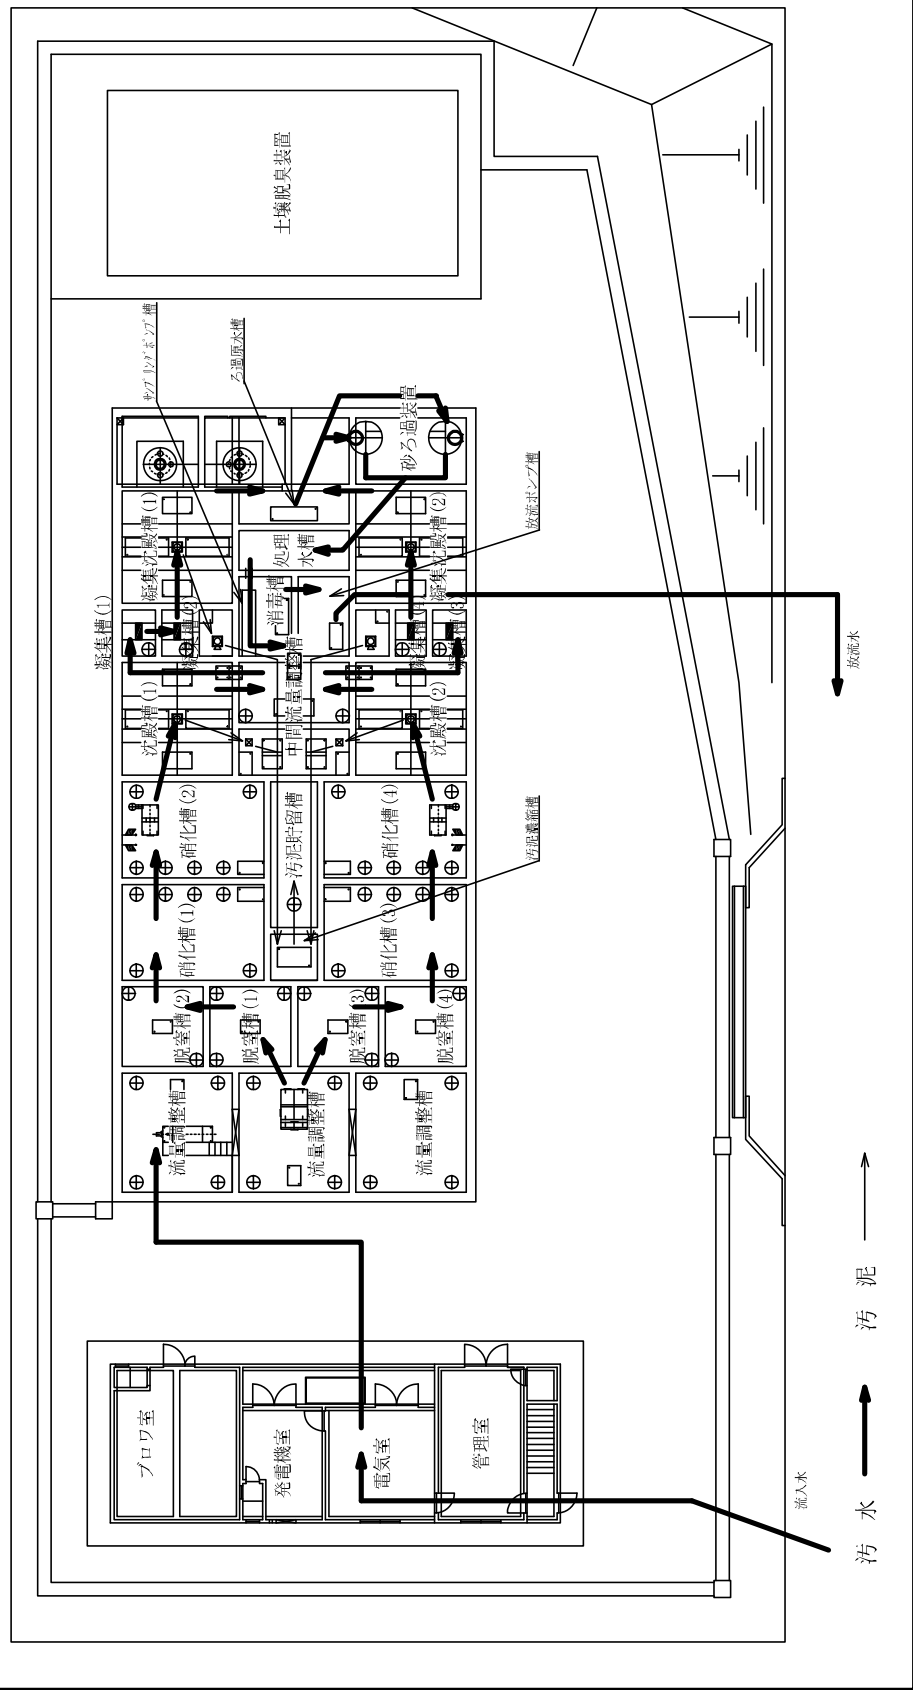 土壌脱臭装置
サンプリングポンプ槽
ろ過原水槽
砂ろ過装置
放流ポンプ槽
凝集沈殿槽(1)
凝集沈殿槽(2)
処理
水槽
消毒槽
凝集槽(1)
凝集槽(2)
凝集槽(4)
凝集槽(3)
放流水
沈殿槽(1)
中間流量調整槽
沈殿槽(2)
硝化槽(2)
汚泥貯留槽
硝化槽(4)
汚泥濃縮槽
硝化槽(1)
硝化槽(3)
脱窒槽(2)
脱窒槽(1)
脱窒槽(3)
脱窒槽(4)
流量調整槽
流量調整槽
流量調整槽
ブロワ室
発電機室
電気室
管理室
流入水
汚水
汚泥